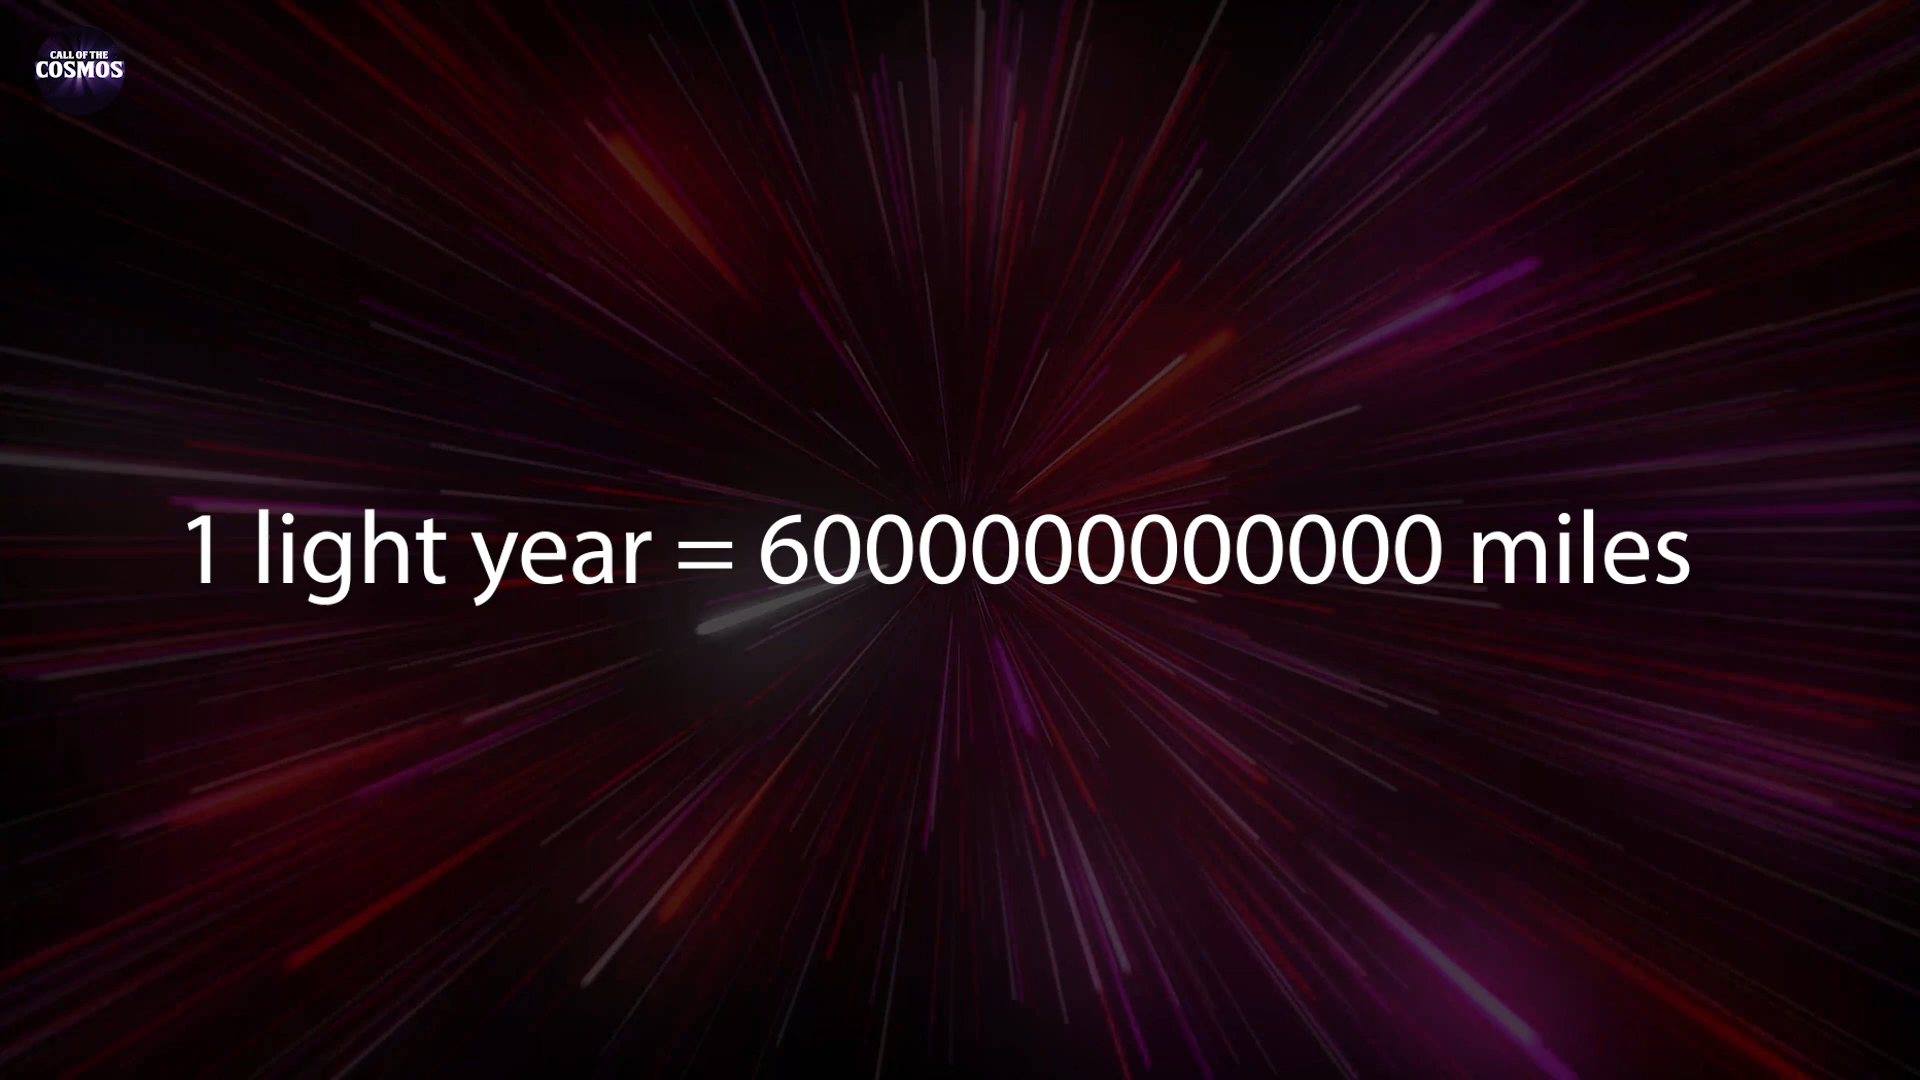 CALL OF THE
COSMOS
1 light year = 6000000000000 miles